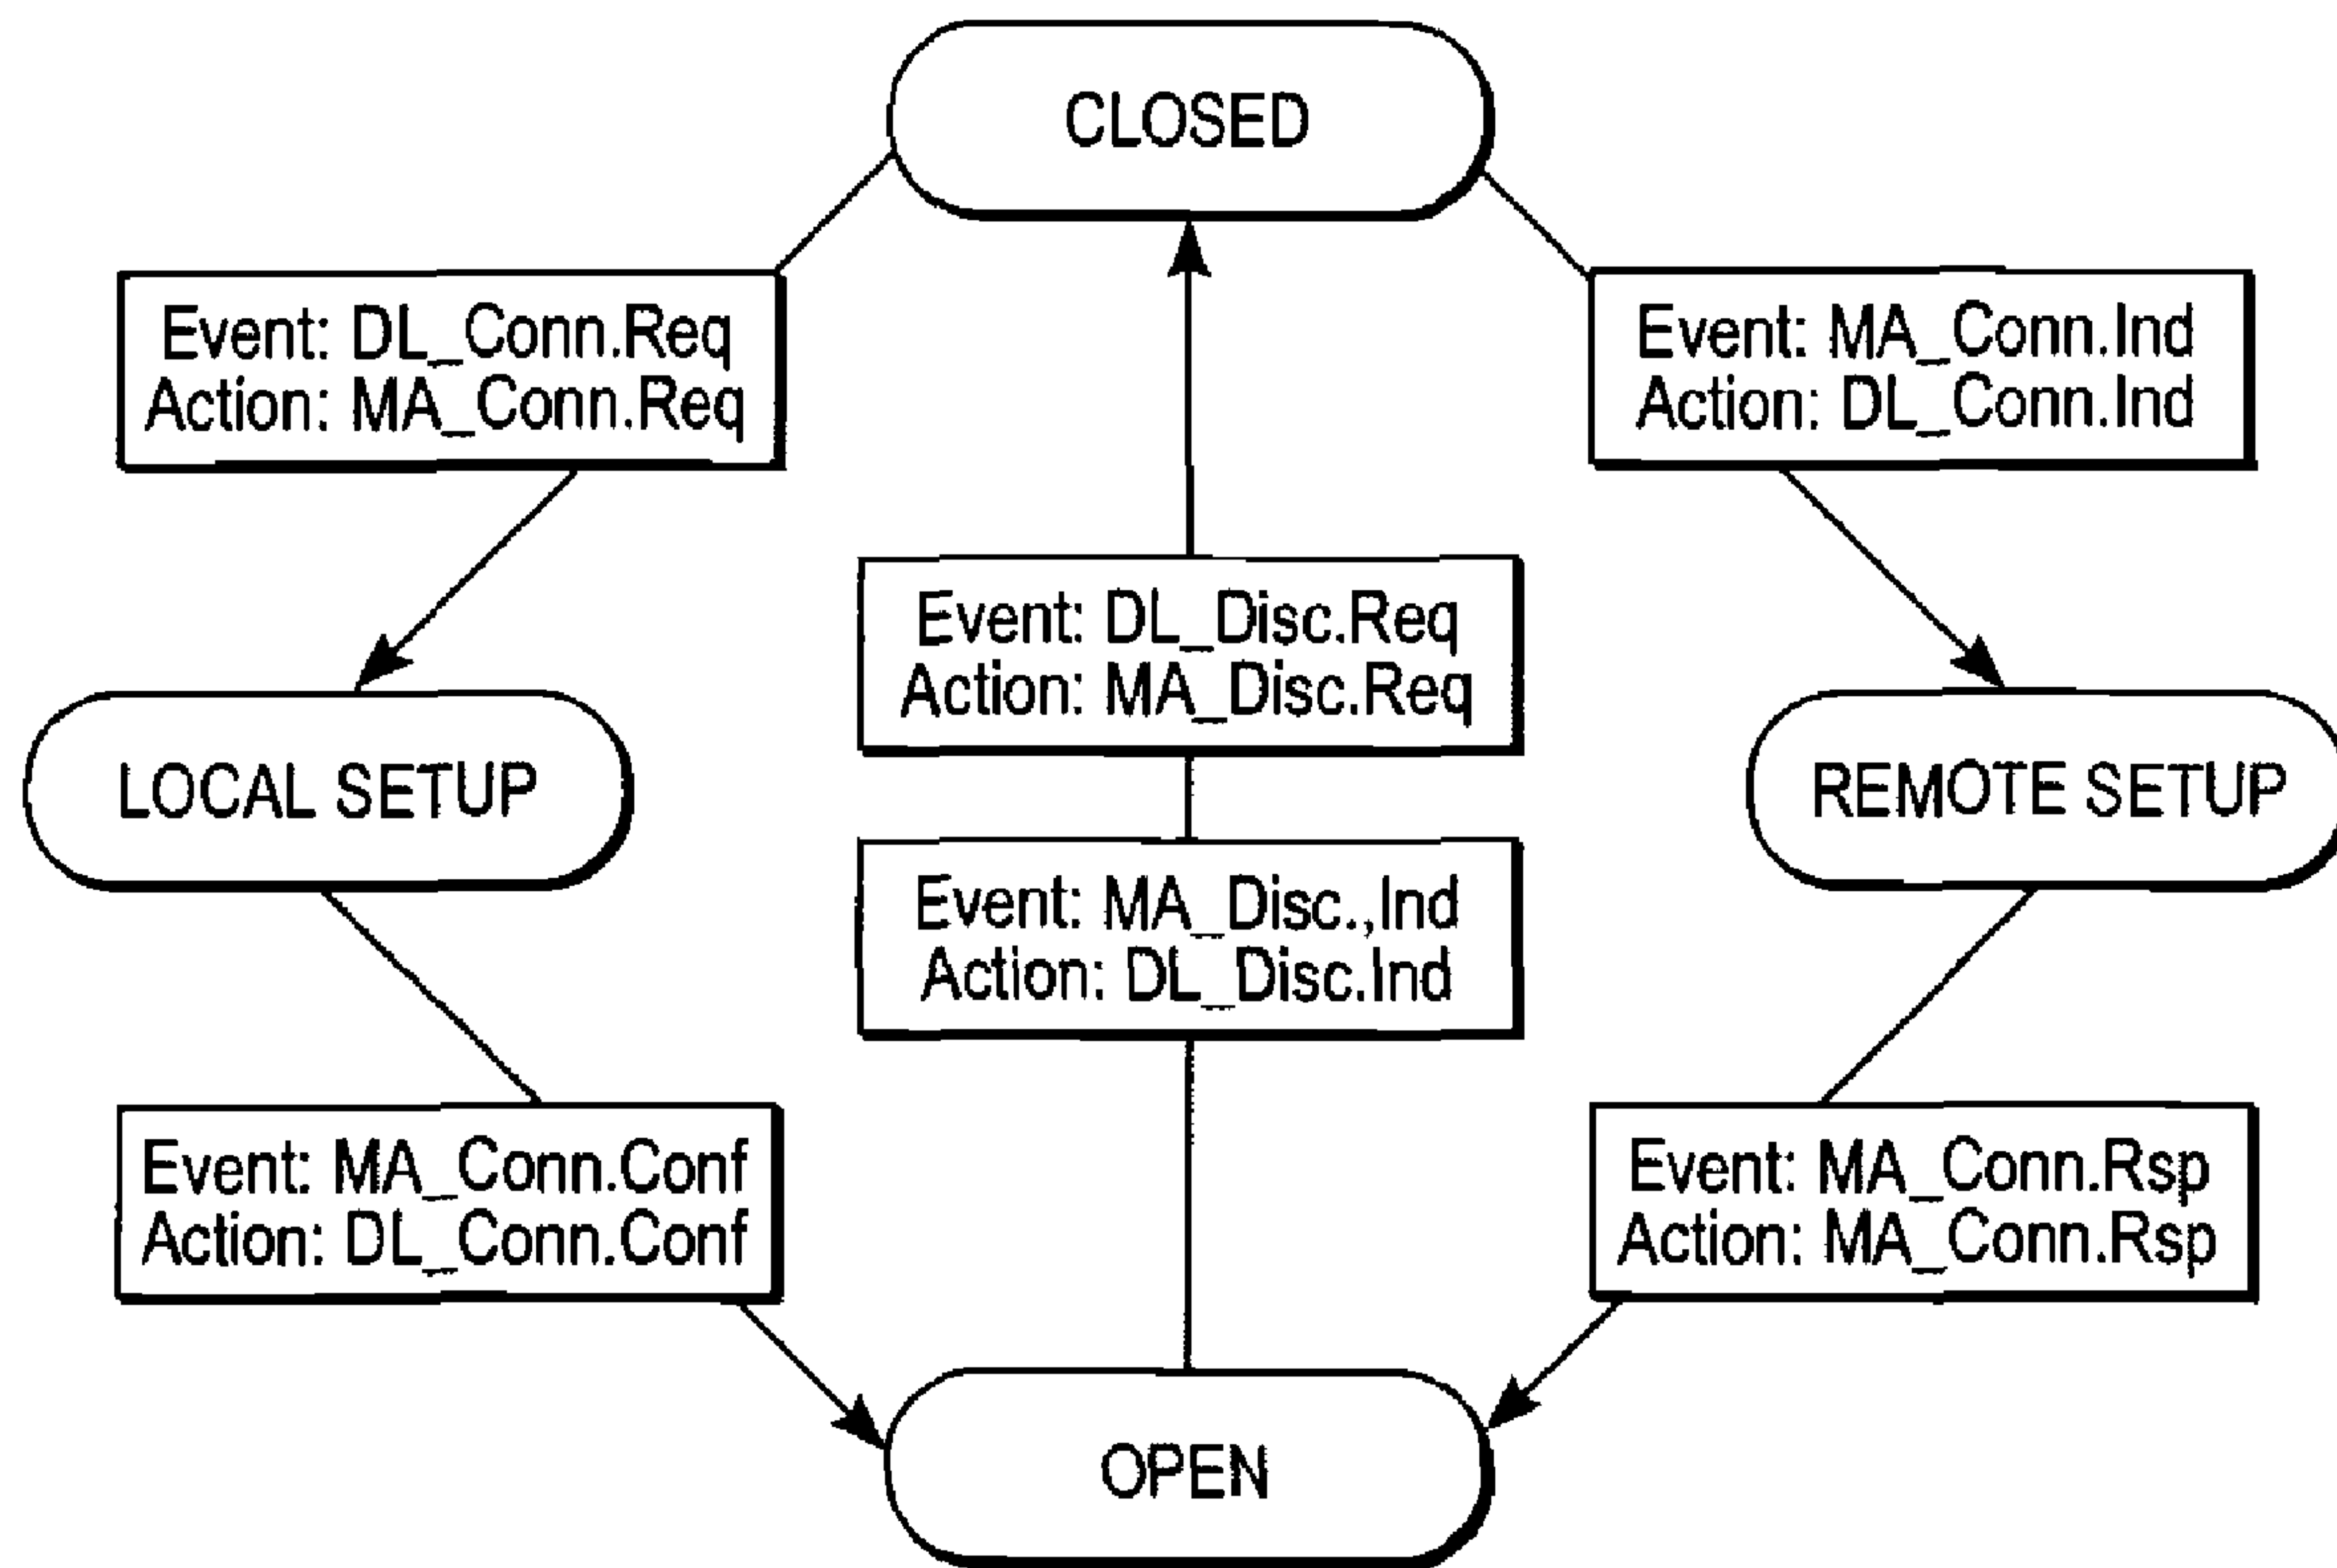 CLOSED
Event: DL_Conn.Req
Action: MA_Conn.Req
Event: MA_Conn.Ind
Action: DL_Conn.Ind
Event: DL_Disc.Req
Action: MA_Disc.Req
LOCAL SETUP
REMOTE SETUP
Event: MA_Disc.,Ind
Action: DL_Disc.Ind
Event: MA_Conn.Conf
Action: DL_Conn.Conf
Event: MA_Conn.Rsp
Action: MA_Conn.Rsp
OPEN